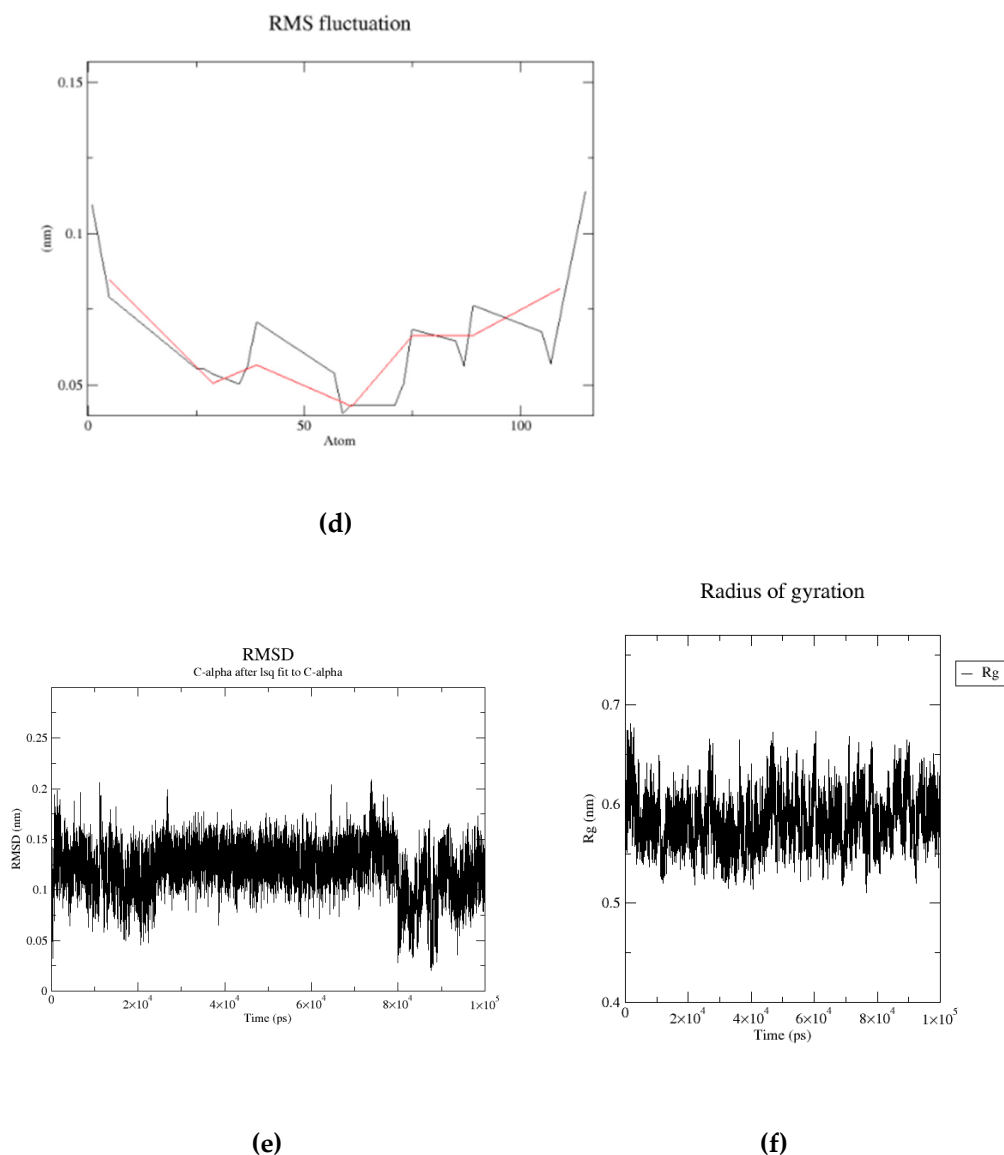 RMS fluctuation
0.15
0.1
0.05
(nm)
0
50
100
Atom
(d)
RMSD
C-alpha after lsq fit to C-alpha
0.25
0.2
0.15
0.1
0.05
0
RMSD (nm)
0
2×10⁴
4×10⁴
6×10⁴
8×10⁴
1×10⁵
Time (ps)
(e)
Radius of gyration
Rg
0.7
0.6
0.5
0.4
Rg (nm)
0
2×10⁴
4×10⁴
6×10⁴
8×10⁴
1×10⁵
Time (ps)
(f)